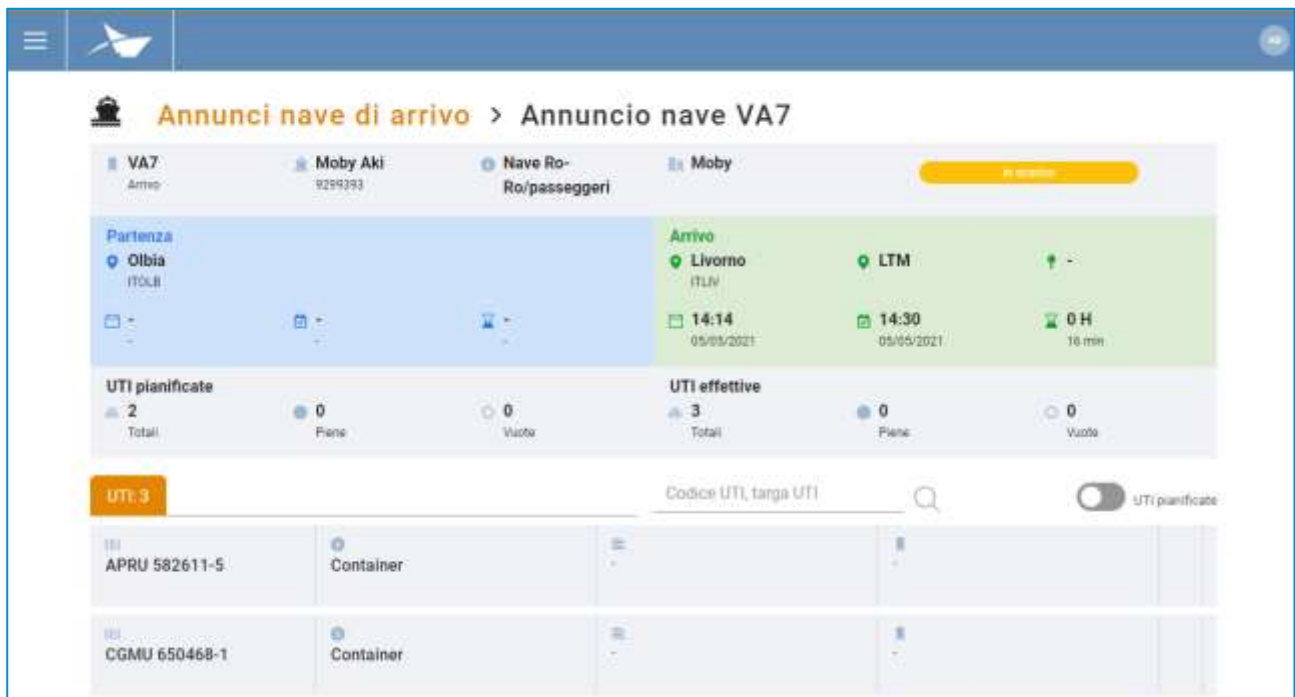 Annunci nave di arrivo > Annuncio nave VA7
VA7 Moby Aki Nave Ro- Moby
Arrivo 9299393 Ro/passeggeri
Partenza Arrivo
Olbia Livorno LTM -
ITOLB ITLIV
- - - 14:14 14:30 0 H
- - - 05/05/2021 05/05/2021 16 min
UTI pianificate UTI effettive
2 0 0 3 0 0
Totali Piene Vuote Totali Piene Vuote
UTI: 3 Codice UTI, targa UTI UTI pianificate
APRU 582611-5 Container - -
CGMU 650468-1 Container - -